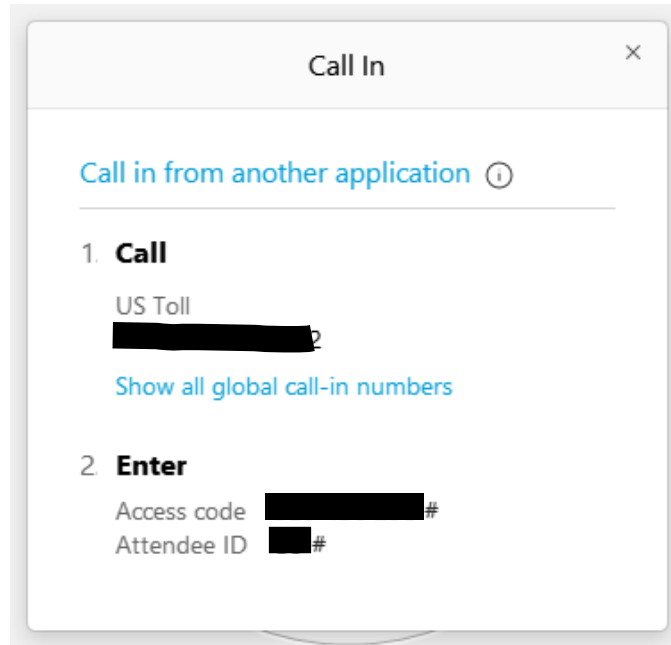 Call In
Call in from another application
1. Call
US Toll
2
Show all global call-in numbers
2. Enter
Access code #
Attendee ID #